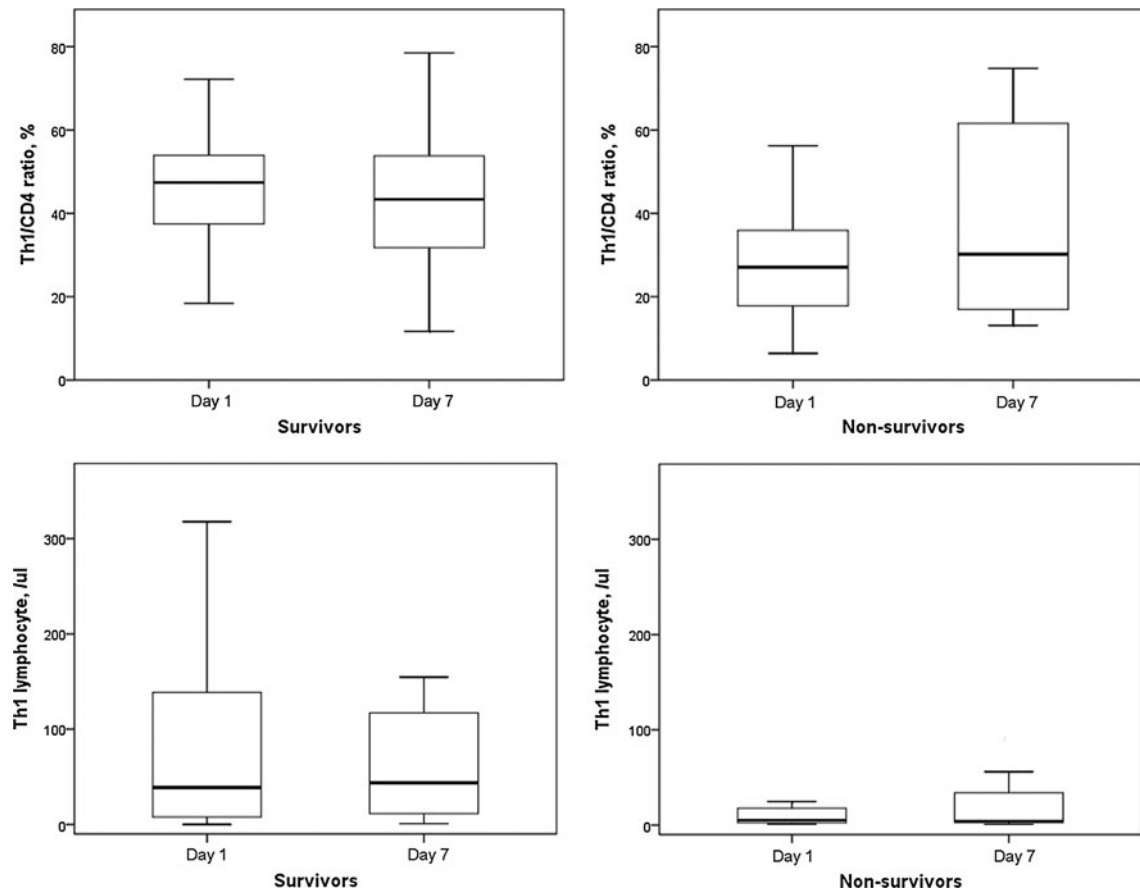 80
60
40
20
0
Th1/CD4 ratio, %
Day 1 Day 7
Survivors
80
60
40
20
0
Th1/CD4 ratio, %
Day 1 Day 7
Non-survivors
300
200
100
0
Th1 lymphocyte, /ul
Day 1 Day 7
Survivors
300
200
100
0
Th1 lymphocyte, /ul
Day 1 Day 7
Non-survivors